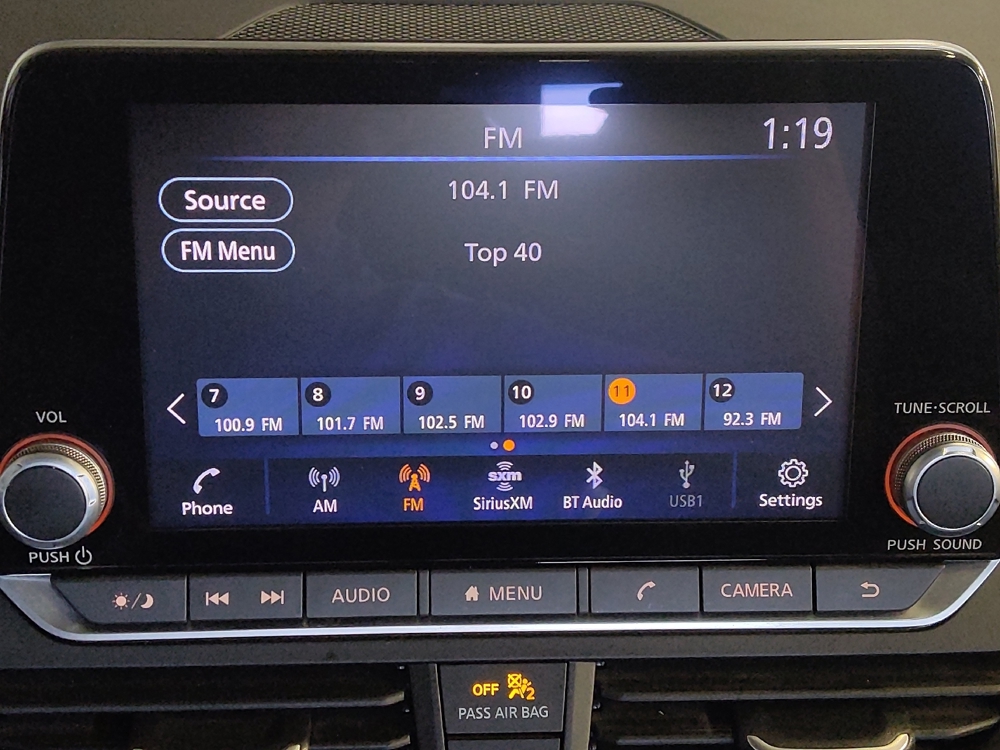 FM
1:19
Source
104.1 FM
FM Menu
Top 40
7 8 9 10 11 12
100.9 FM 101.7 FM 102.5 FM 102.9 FM 104.1 FM 92.3 FM
VOL
TUNE·SCROLL
sxm
Phone AM FM SiriusXM BT Audio USB1 Settings
PUSH
PUSH SOUND
AUDIO MENU CAMERA
OFF 2
PASS AIR BAG